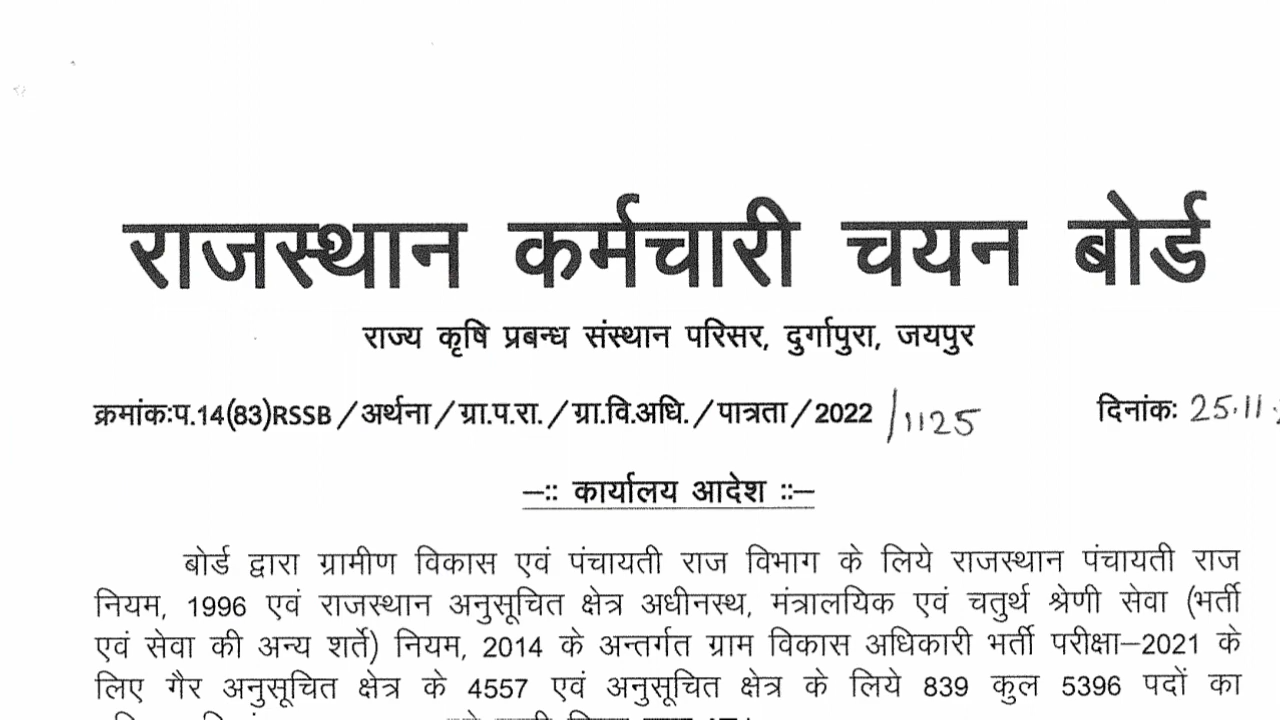 राजस्थान कर्मचारी चयन बोर्ड
राज्य कृषि प्रबन्ध संस्थान परिसर, दुर्गापुरा, जयपुर
क्रमांक:प.14(83)RSSB/अर्थना/ग्रा.प.रा./ग्रा.वि.अधि./पात्रता/2022/1125 दिनांक: 25.11.
—:: कार्यालय आदेश ::—
बोर्ड द्वारा ग्रामीण विकास एवं पंचायती राज विभाग के लिये राजस्थान पंचायती राज
नियम, 1996 एवं राजस्थान अनुसूचित क्षेत्र अधीनस्थ, मंत्रालयिक एवं चतुर्थ श्रेणी सेवा (भर्ती
एवं सेवा की अन्य शर्ते) नियम, 2014 के अन्तर्गत ग्राम विकास अधिकारी भर्ती परीक्षा–2021 के
लिए गैर अनुसूचित क्षेत्र के 4557 एवं अनुसूचित क्षेत्र के लिये 839 कुल 5396 पदों का